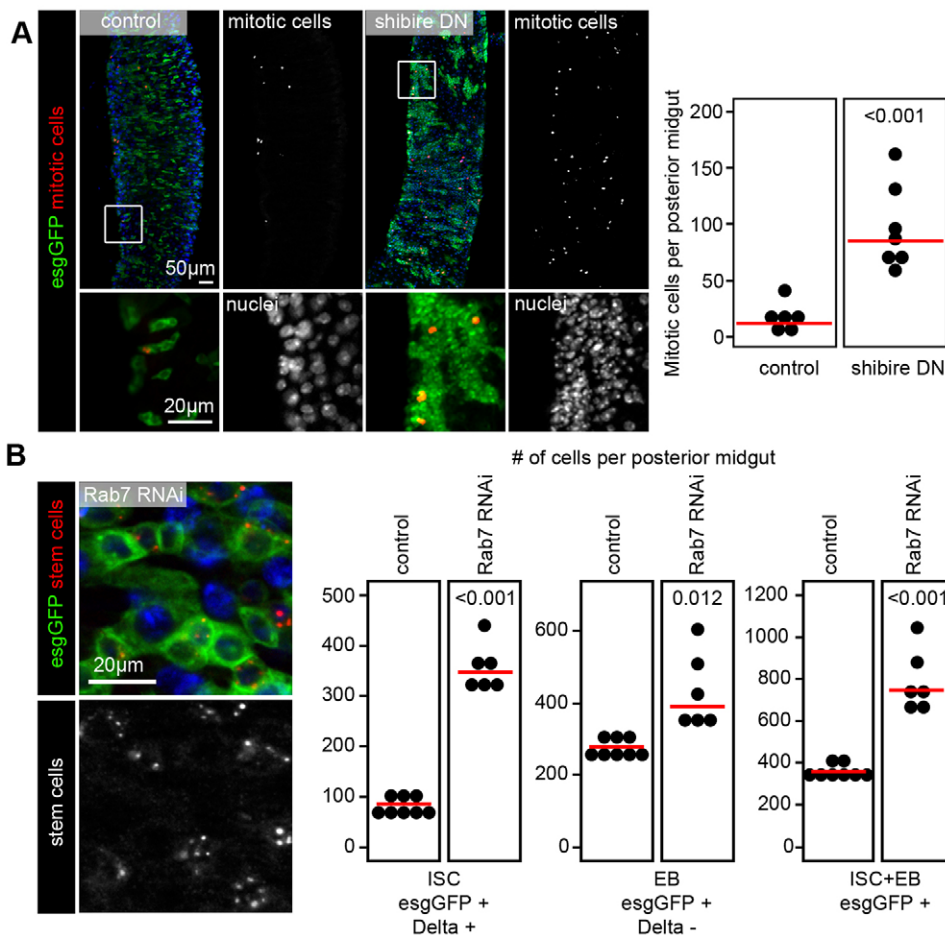 A
control
mitotic cells
shibire DN
mitotic cells
esgGFP mitotic cells
50µm
nuclei
nuclei
20µm
Mitotic cells per posterior midgut
200
150
100
50
0
<0.001
control
shibire DN
B
# of cells per posterior midgut
Rab7 RNAi
esgGFP stem cells
20µm
stem cells
control
Rab7 RNAi
500
400
300
200
100
0
<0.001
ISC
esgGFP +
Delta +
control
Rab7 RNAi
600
400
200
0
0.012
EB
esgGFP +
Delta -
control
Rab7 RNAi
1200
1000
800
600
400
200
0
<0.001
ISC+EB
esgGFP +